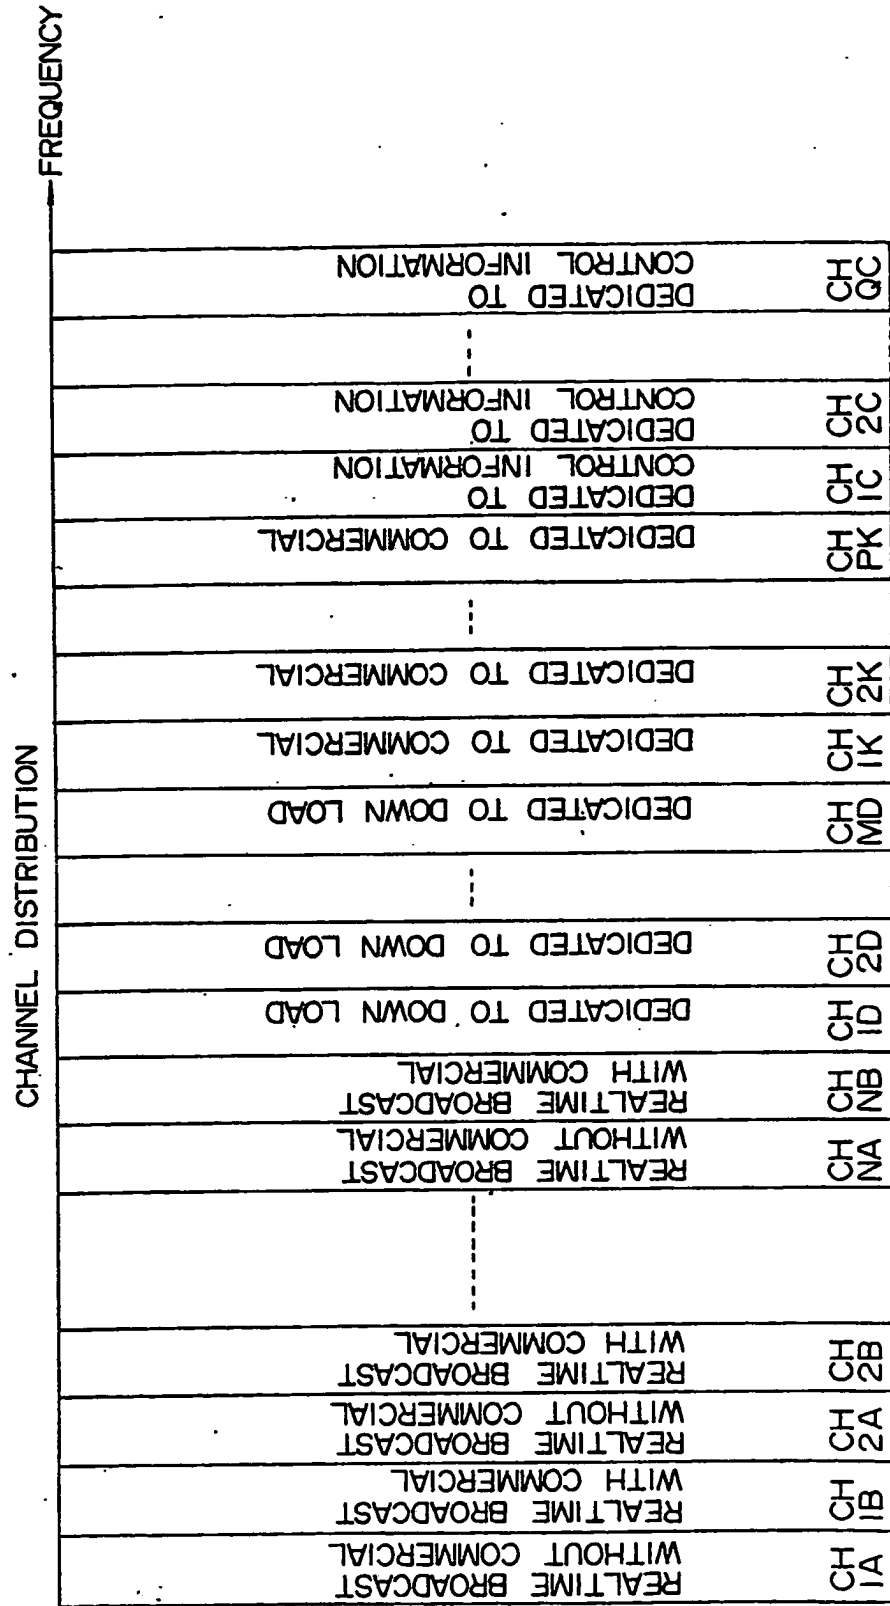 CHANNEL DISTRIBUTION
FREQUENCY
REALTIME BROADCAST
WITHOUT COMMERCIAL
CH
1A
REALTIME BROADCAST
WITH COMMERCIAL
CH
1B
REALTIME BROADCAST
WITHOUT COMMERCIAL
CH
2A
REALTIME BROADCAST
WITH COMMERCIAL
CH
2B
REALTIME BROADCAST
WITHOUT COMMERCIAL
CH
NA
REALTIME BROADCAST
WITH COMMERCIAL
CH
NB
DEDICATED TO DOWN LOAD
CH
1D
DEDICATED TO DOWN LOAD
CH
2D
DEDICATED TO DOWN LOAD
CH
MD
DEDICATED TO COMMERCIAL
CH
1K
DEDICATED TO COMMERCIAL
CH
2K
DEDICATED TO COMMERCIAL
CH
PK
DEDICATED TO
CONTROL INFORMATION
CH
1C
DEDICATED TO
CONTROL INFORMATION
CH
2C
DEDICATED TO
CONTROL INFORMATION
CH
QC